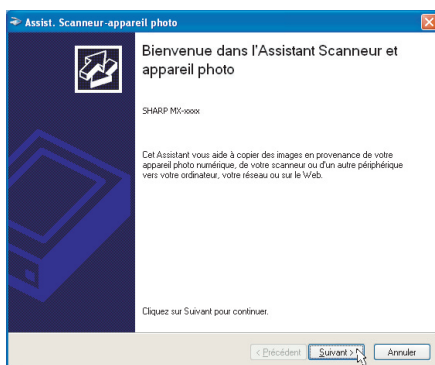 Assist. Scanneur-appareil photo
Bienvenue dans l'Assistant Scanneur et
appareil photo
SHARP MX-xxxx
Cet Assistant vous aide à copier des images en provenance de votre
appareil photo numérique, de votre scanneur ou d'un autre périphérique
vers votre ordinateur, votre réseau ou sur le Web.
Cliquez sur Suivant pour continuer.
< Précédent Suivant > Annuler